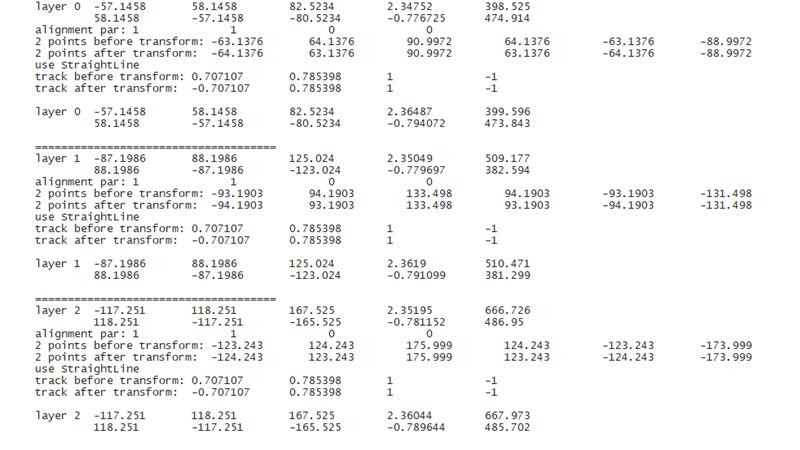 layer 0 -57.1458 58.1458 82.5234 2.34752 398.525
58.1458 -57.1458 -80.5234 -0.776725 474.914
alignment par: 1 1 0 0
2 points before transform: -63.1376 64.1376 90.9972 64.1376 -63.1376 -88.9972
2 points after transform: -64.1376 63.1376 90.9972 63.1376 -64.1376 -88.9972
use StraightLine
track before transform: 0.707107 0.785398 1 -1
track after transform: -0.707107 0.785398 1 -1
layer 0 -57.1458 58.1458 82.5234 2.36487 399.596
58.1458 -57.1458 -80.5234 -0.794072 473.843
=====================================
layer 1 -87.1986 88.1986 125.024 2.35049 509.177
88.1986 -87.1986 -123.024 -0.779697 382.594
alignment par: 1 1 0 0
2 points before transform: -93.1903 94.1903 133.498 94.1903 -93.1903 -131.498
2 points after transform: -94.1903 93.1903 133.498 93.1903 -94.1903 -131.498
use StraightLine
track before transform: 0.707107 0.785398 1 -1
track after transform: -0.707107 0.785398 1 -1
layer 1 -87.1986 88.1986 125.024 2.3619 510.471
88.1986 -87.1986 -123.024 -0.791099 381.299
=====================================
layer 2 -117.251 118.251 167.525 2.35195 666.726
118.251 -117.251 -165.525 -0.781152 486.95
alignment par: 1 1 0 0
2 points before transform: -123.243 124.243 175.999 124.243 -123.243 -173.999
2 points after transform: -124.243 123.243 175.999 123.243 -124.243 -173.999
use StraightLine
track before transform: 0.707107 0.785398 1 -1
track after transform: -0.707107 0.785398 1 -1
layer 2 -117.251 118.251 167.525 2.36044 667.973
118.251 -117.251 -165.525 -0.789644 485.702